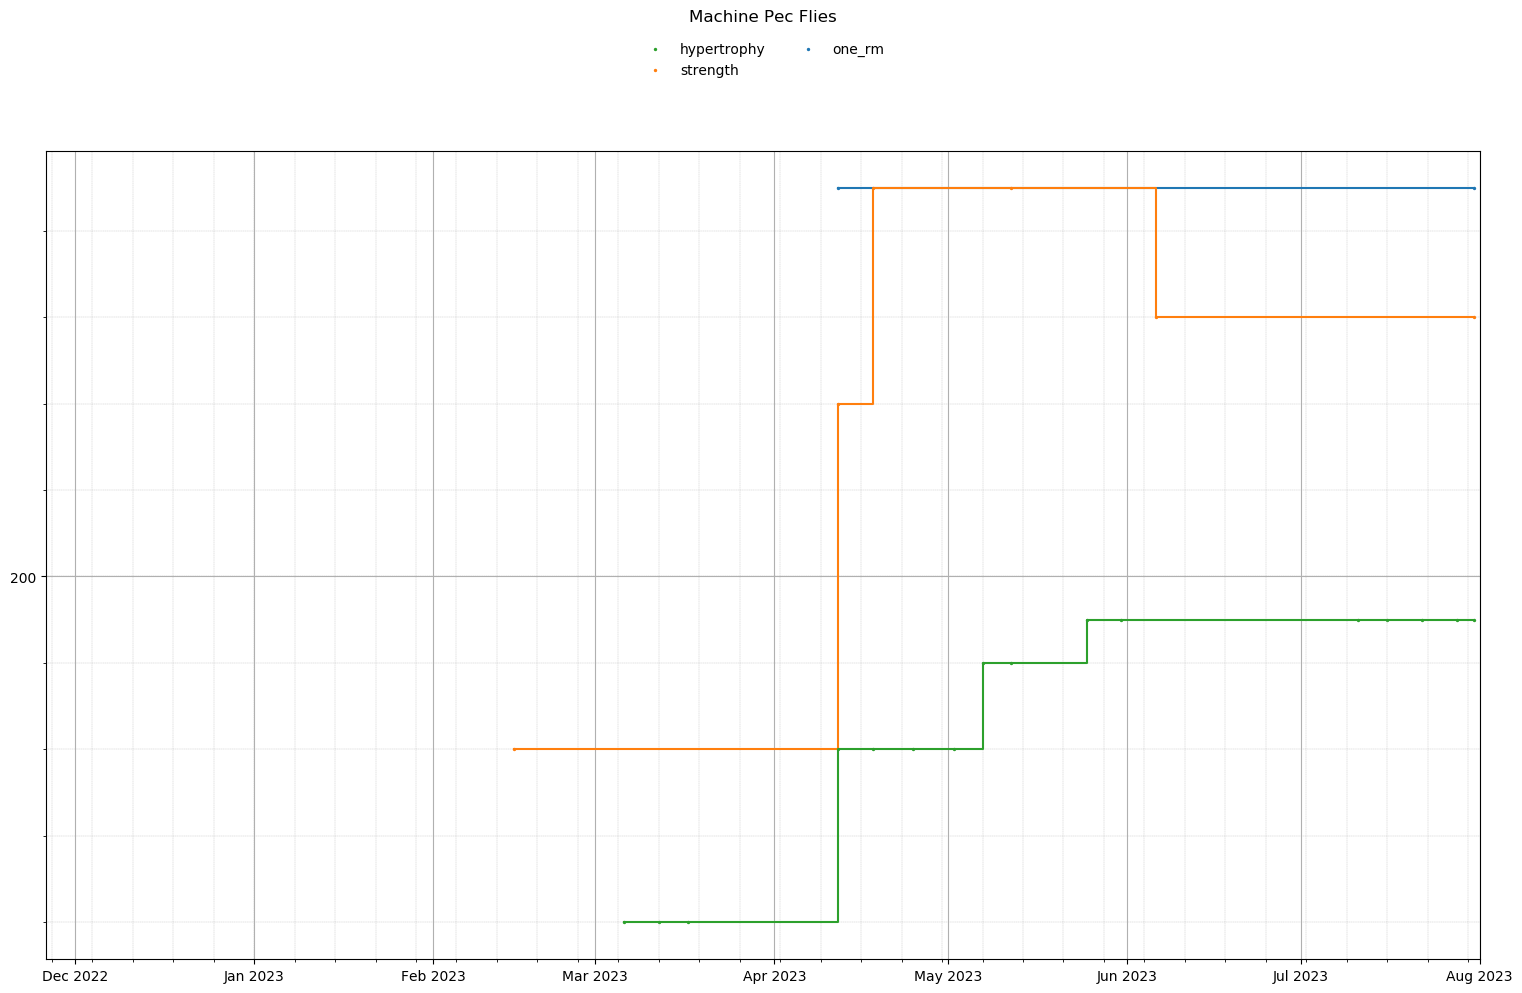 Machine Pec Flies
hypertrophy
strength
one_rm
200
Dec 2022
Jan 2023
Feb 2023
Mar 2023
Apr 2023
May 2023
Jun 2023
Jul 2023
Aug 2023